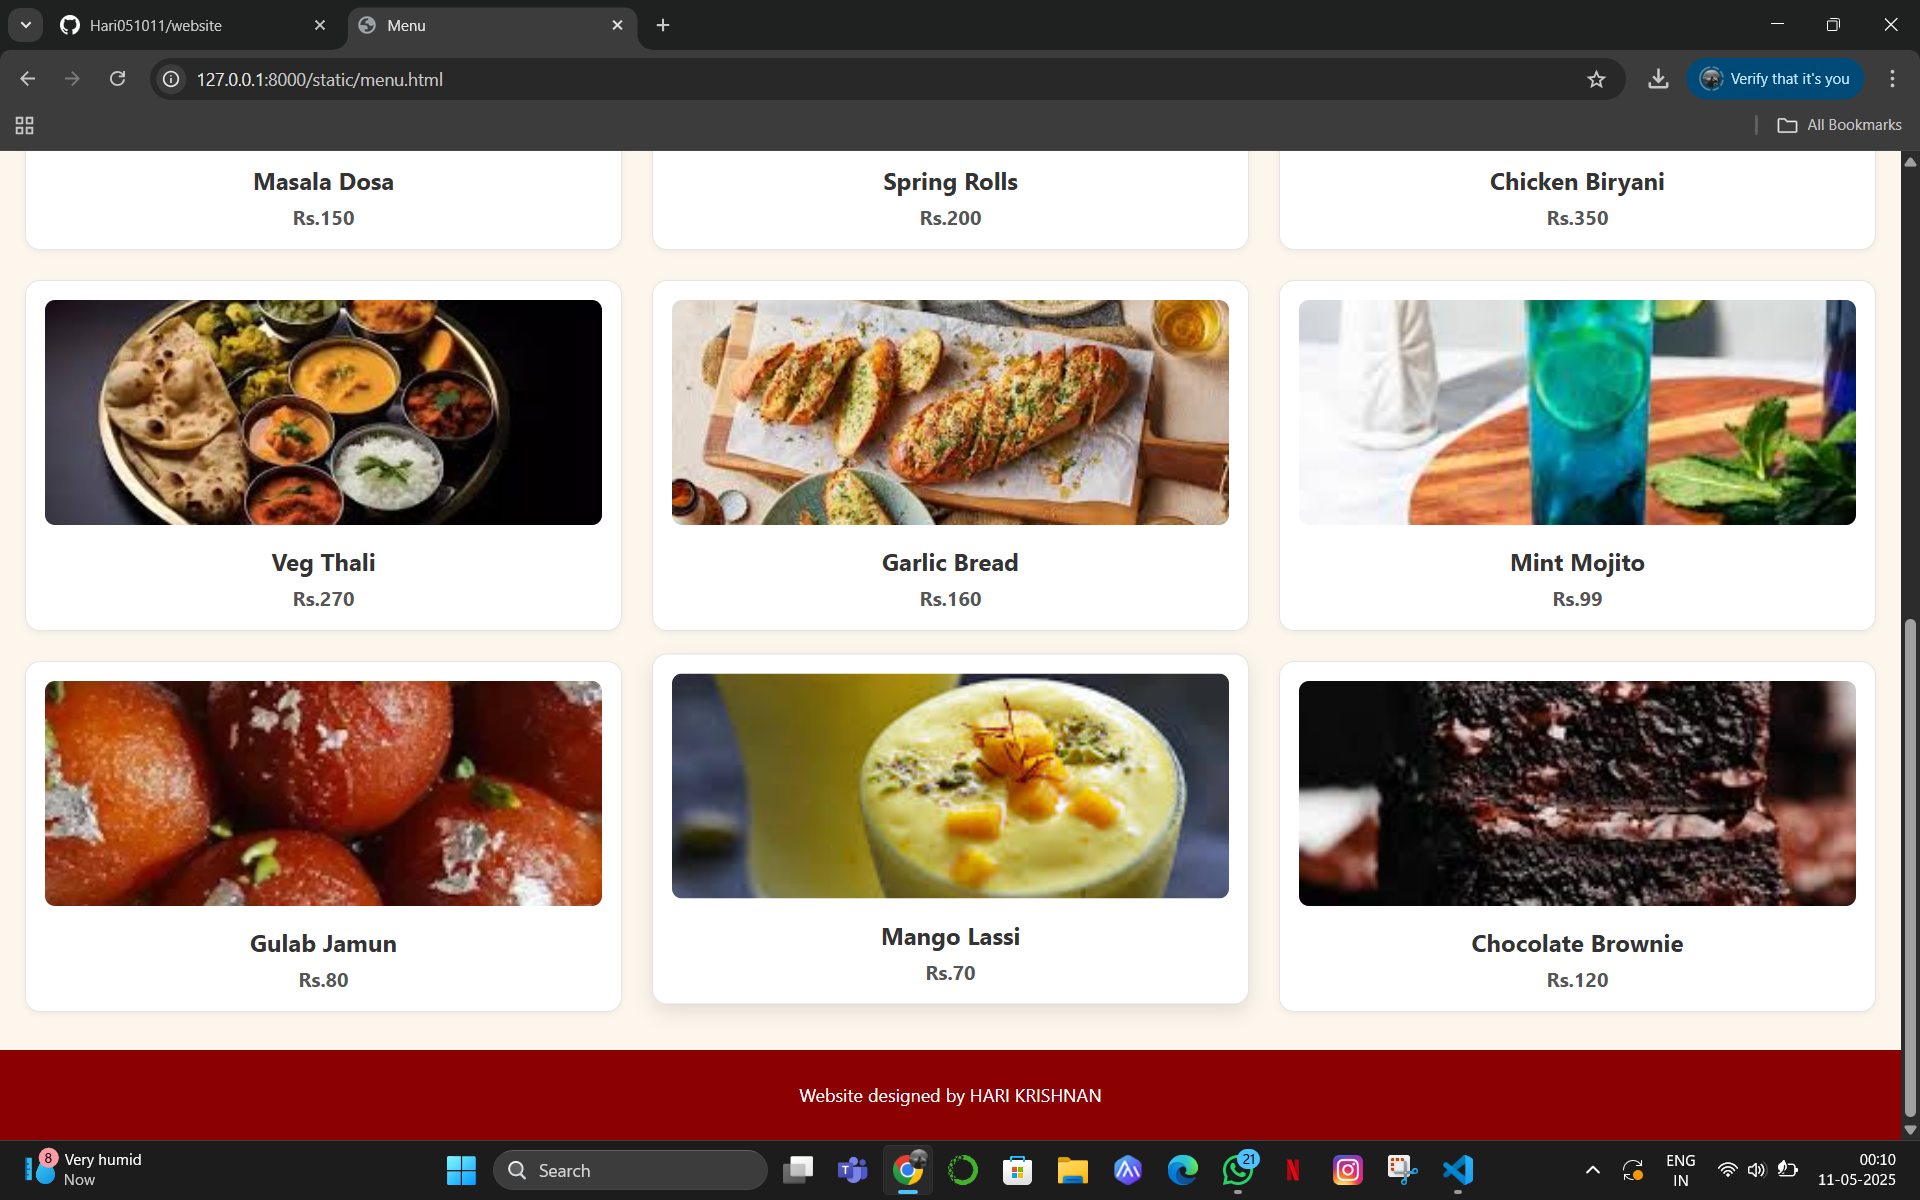 Hari051011/website
Menu
127.0.0.1:8000/static/menu.html
Verify that it's you
All Bookmarks
Masala Dosa
Rs.150
Spring Rolls
Rs.200
Chicken Biryani
Rs.350
Veg Thali
Rs.270
Garlic Bread
Rs.160
Mint Mojito
Rs.99
Gulab Jamun
Rs.80
Mango Lassi
Rs.70
Chocolate Brownie
Rs.120
Website designed by HARI KRISHNAN
8
Very humid
Now
Search
21
ENG
IN
00:10
11-05-2025